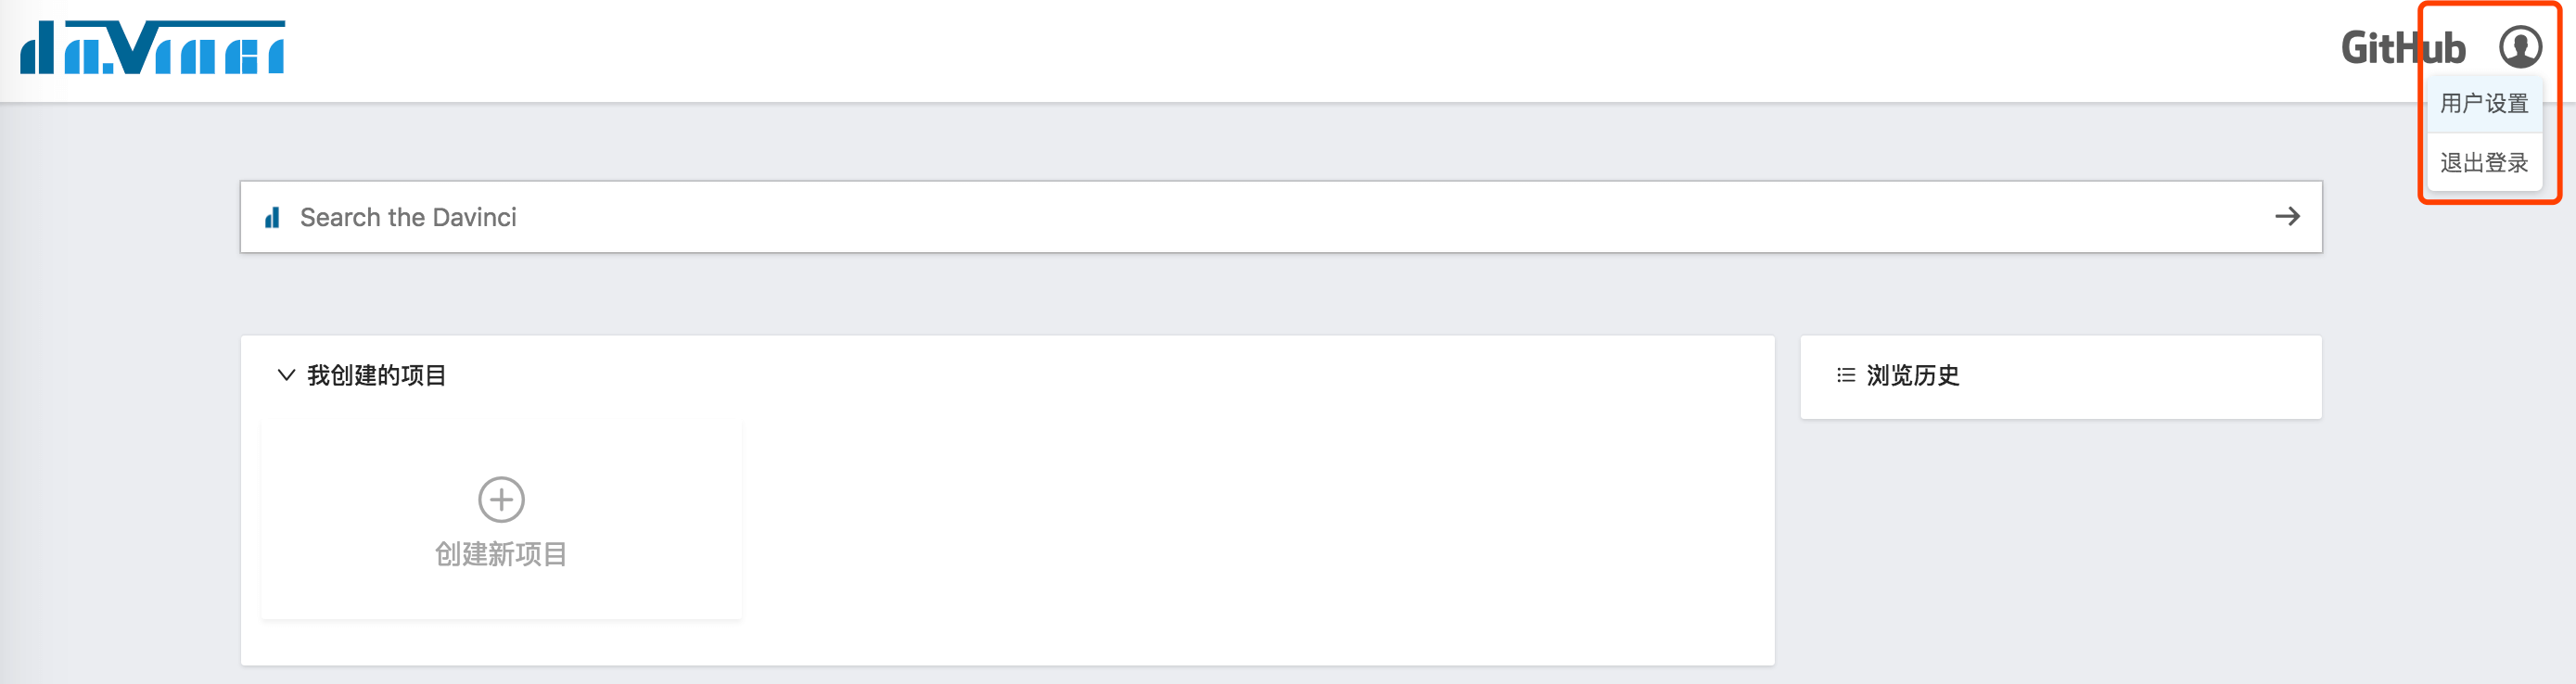 da.Vinci
GitHub
用户设置
退出登录
Search the Davinci
我创建的项目
浏览历史
创建新项目